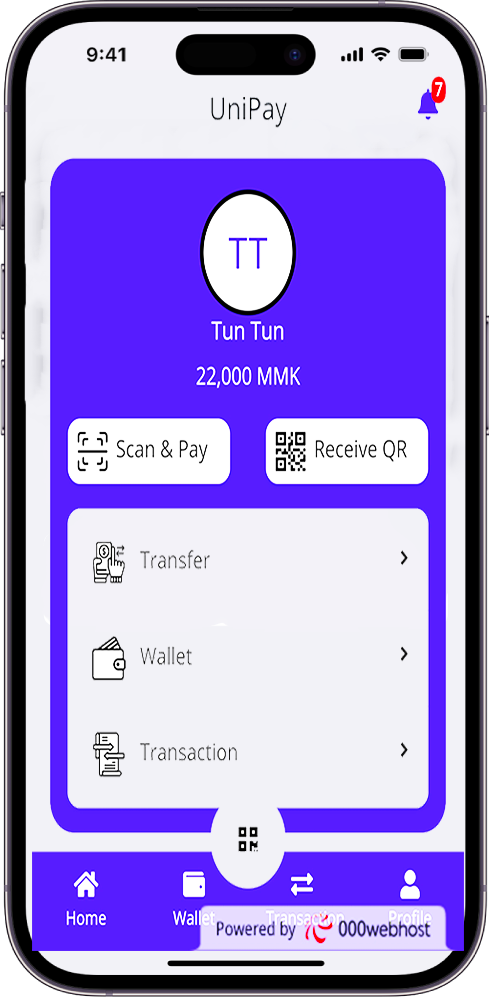 9:41
UniPay
7
TT
Tun Tun
22,000 MMK
Scan & Pay
Receive QR
Transfer
Wallet
Transaction
Home
Wallet
Transaction
Profile
Powered by 000webhost